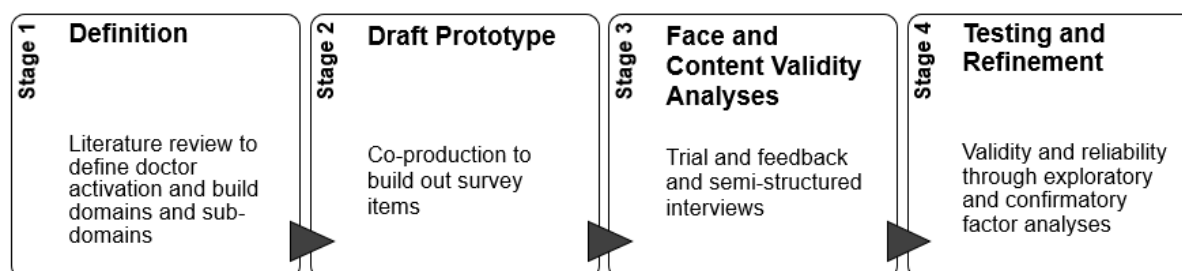 Stage 1
Definition
Literature review to
define doctor
activation and build
domains and sub-
domains
Stage 2
Draft Prototype
Co-production to
build out survey
items
Stage 3
Face and
Content Validity
Analyses
Trial and feedback
and semi-structured
interviews
Stage 4
Testing and
Refinement
Validity and reliability
through exploratory
and confirmatory
factor analyses